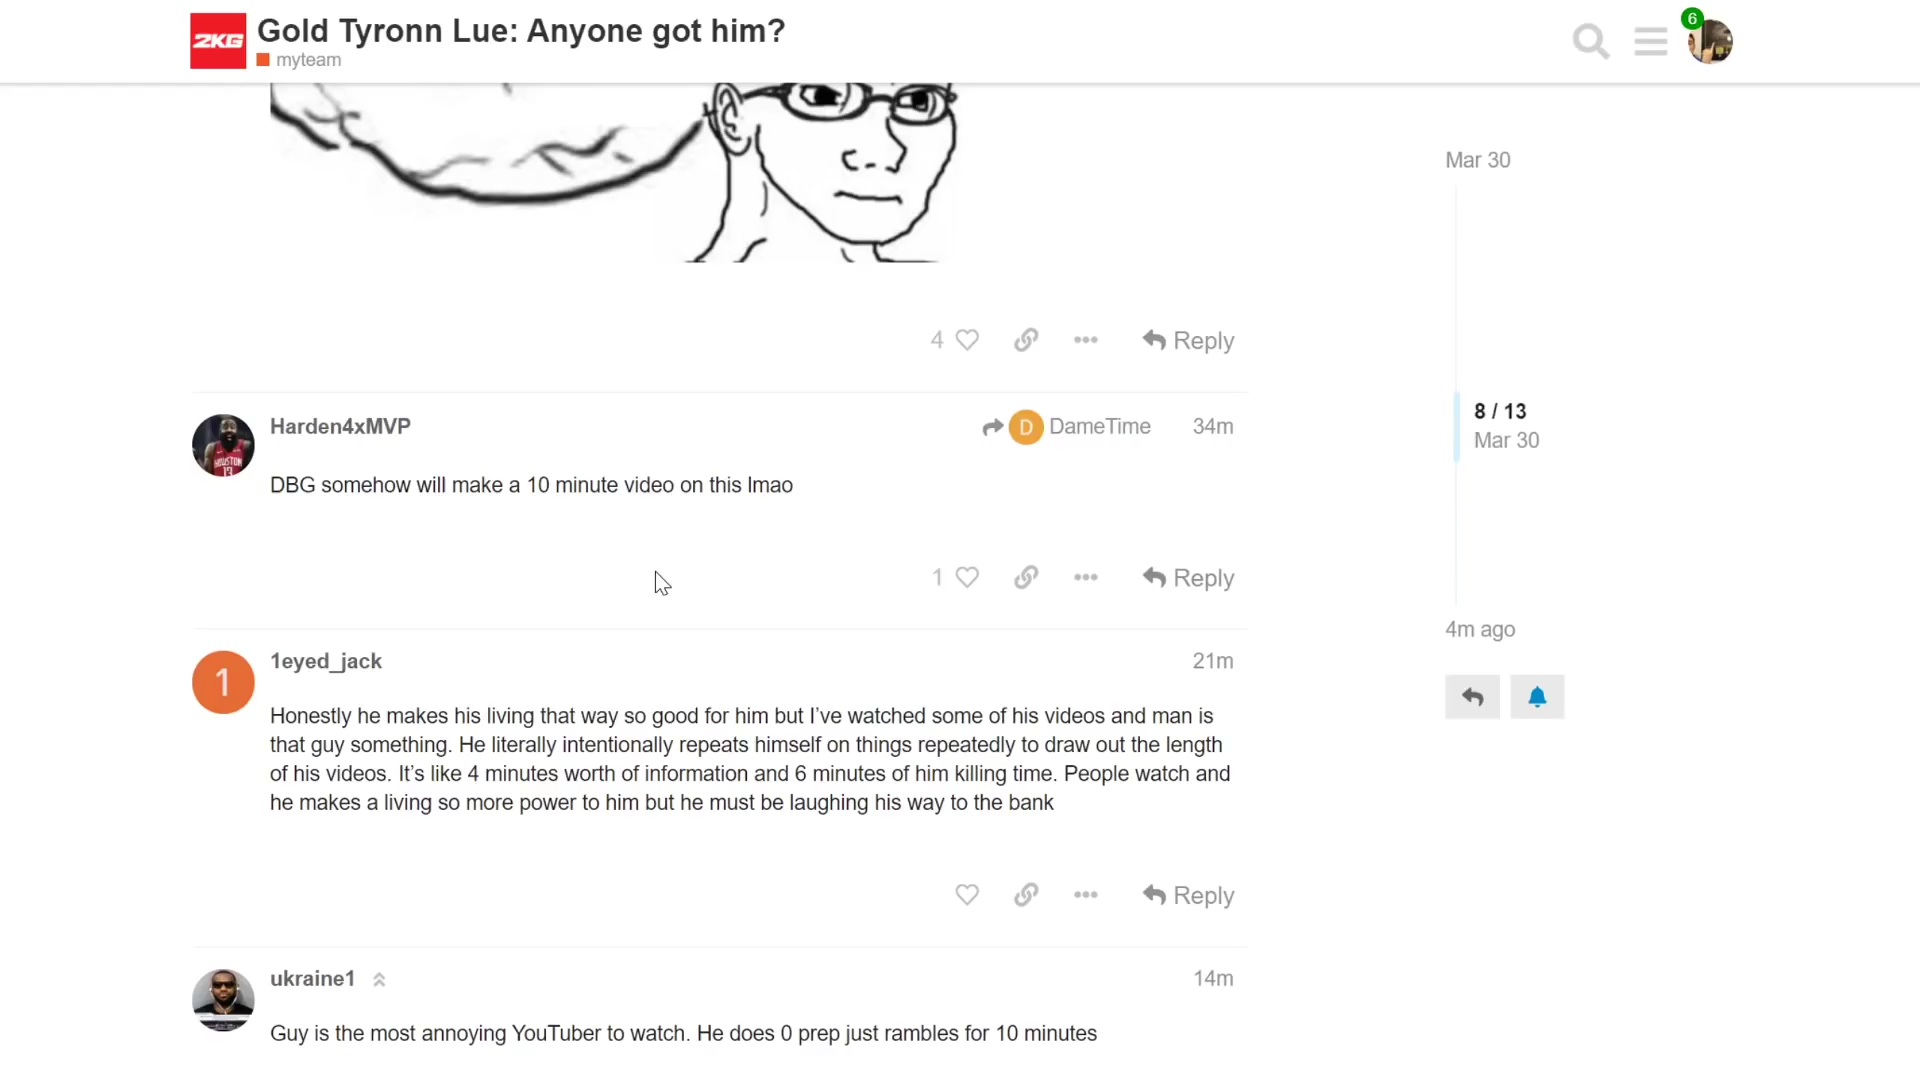 2KG
Gold Tyronn Lue: Anyone got him?
myteam
6
Mar 30
8 / 13
Mar 30
4m ago
4
Reply
Harden4xMVP
D DameTime
34m
DBG somehow will make a 10 minute video on this lmao
1
Reply
1
1eyed_jack
21m
Honestly he makes his living that way so good for him but I’ve watched some of his videos and man is
that guy something. He literally intentionally repeats himself on things repeatedly to draw out the length
of his videos. It’s like 4 minutes worth of information and 6 minutes of him killing time. People watch and
he makes a living so more power to him but he must be laughing his way to the bank
Reply
ukraine1
14m
Guy is the most annoying YouTuber to watch. He does 0 prep just rambles for 10 minutes
HOUSTON
13